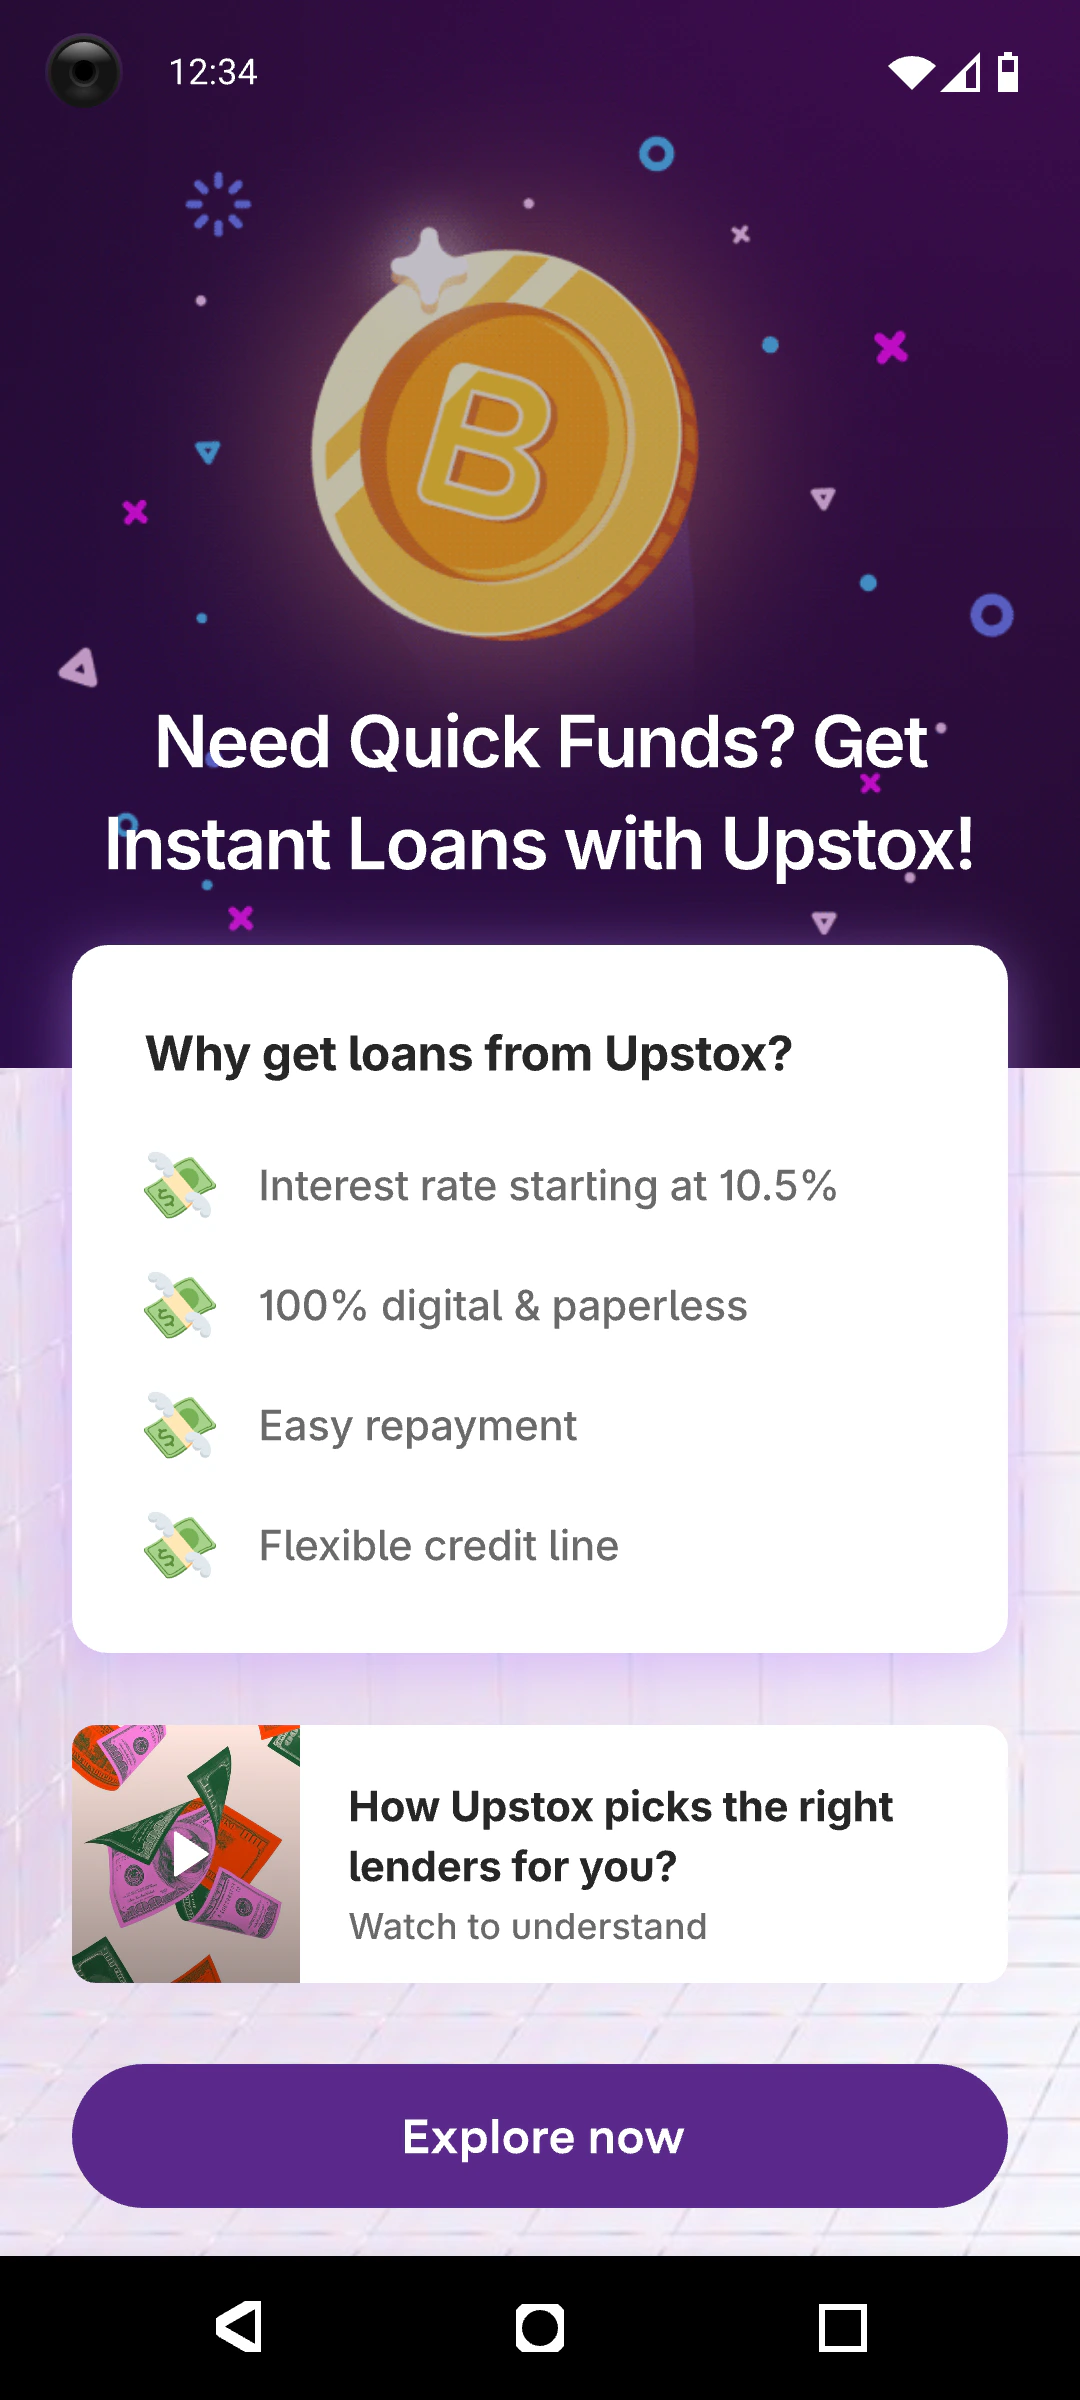 12:34
B
Need Quick Funds? Get
Instant Loans with Upstox!
Why get loans from Upstox?
Interest rate starting at 10.5%
100% digital & paperless
Easy repayment
Flexible credit line
How Upstox picks the right
lenders for you?
Watch to understand
Explore now